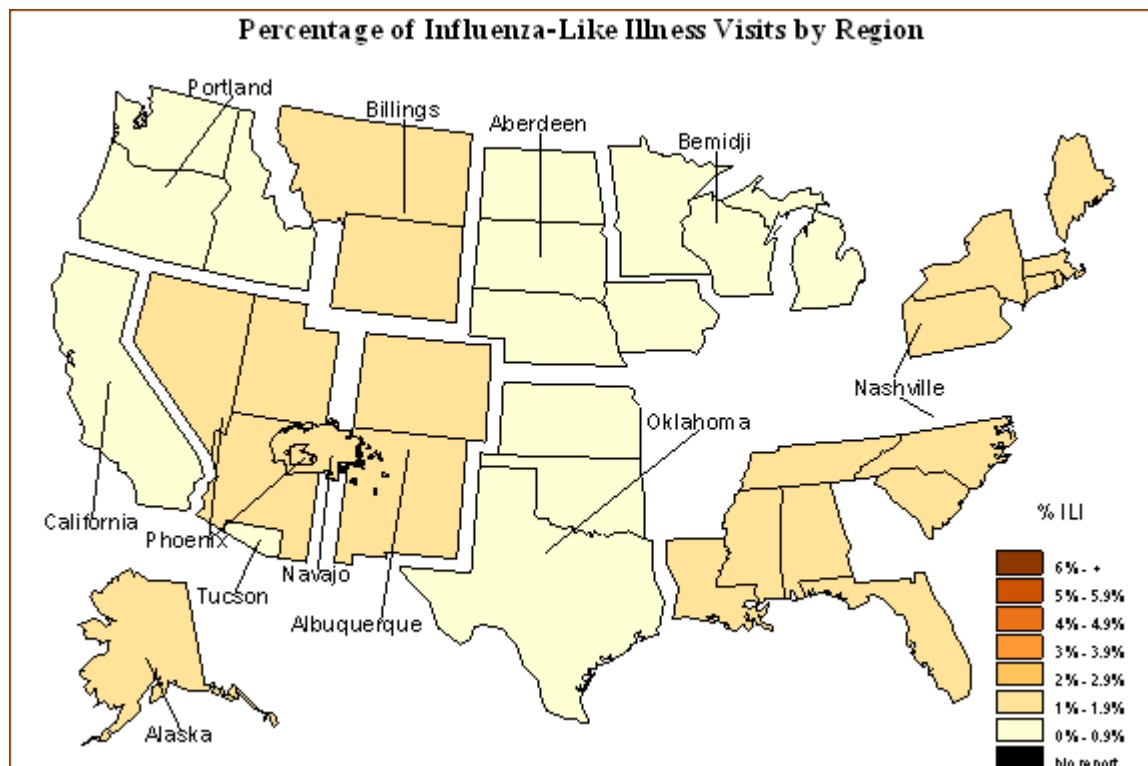 Percentage of Influenza-Like Illness Visits by Region
Portland
Billings
Aberdeen
Bemidji
Nashville
Oklahoma
California
Phoenix
Navajo
Tucson
Albuquerque
Alaska
% ILI
6% - +
5% - 5.9%
4% - 4.9%
3% - 3.9%
2% - 2.9%
1% - 1.9%
0% - 0.9%
No report